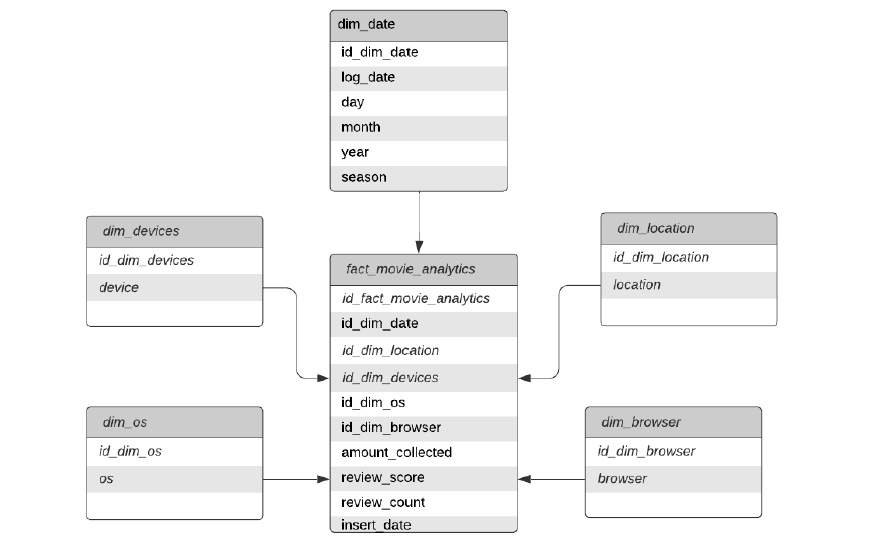 dim_date
id_dim_date
log_date
day
month
year
season
dim_devices
id_dim_devices
device
dim_location
id_dim_location
location
fact_movie_analytics
id_fact_movie_analytics
id_dim_date
id_dim_location
id_dim_devices
id_dim_os
id_dim_browser
amount_collected
review_score
review_count
insert_date
dim_os
id_dim_os
os
dim_browser
id_dim_browser
browser